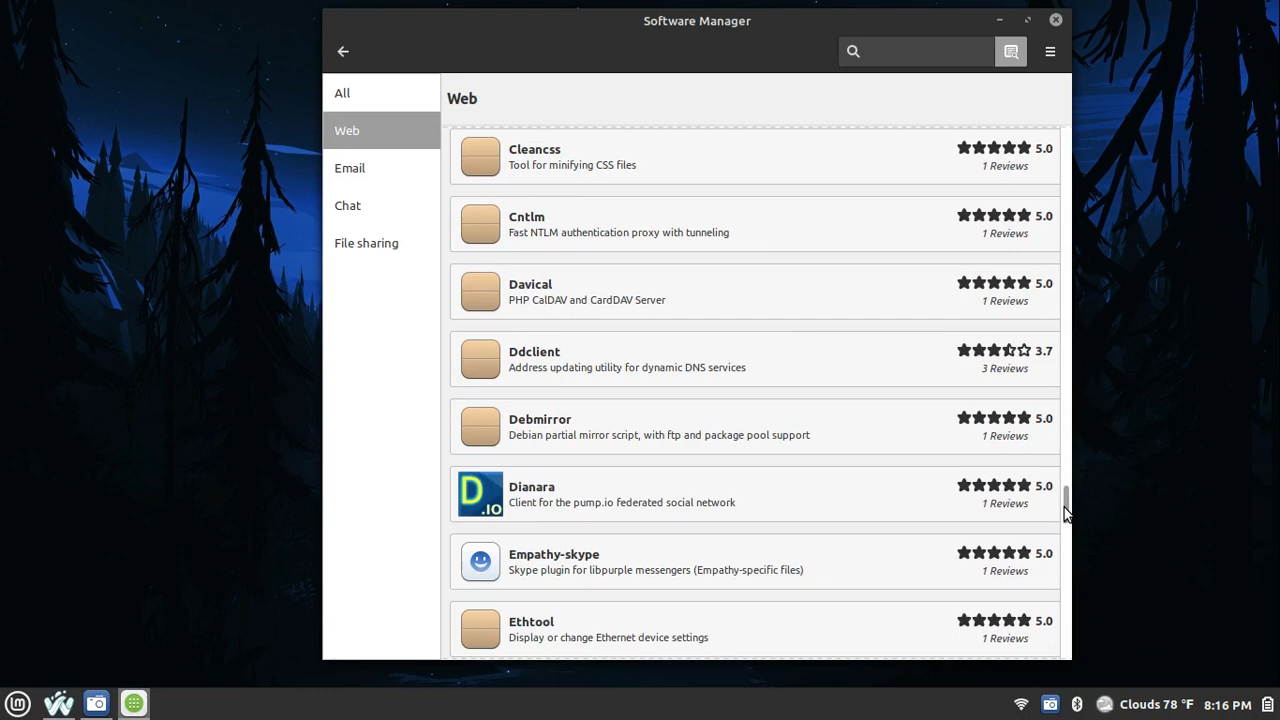 Software Manager
All
Web
Email
Chat
File sharing
Web
Cleancss
Tool for minifying CSS files
5.0
1 Reviews
Cntlm
Fast NTLM authentication proxy with tunneling
5.0
1 Reviews
Davical
PHP CalDAV and CardDAV Server
5.0
1 Reviews
Ddclient
Address updating utility for dynamic DNS services
3.7
3 Reviews
Debmirror
Debian partial mirror script, with ftp and package pool support
5.0
1 Reviews
D.IO
Dianara
Client for the pump.io federated social network
5.0
1 Reviews
Empathy-skype
Skype plugin for libpurple messengers (Empathy-specific files)
5.0
1 Reviews
Ethtool
Display or change Ethernet device settings
5.0
1 Reviews
Clouds 78 °F
8:16 PM